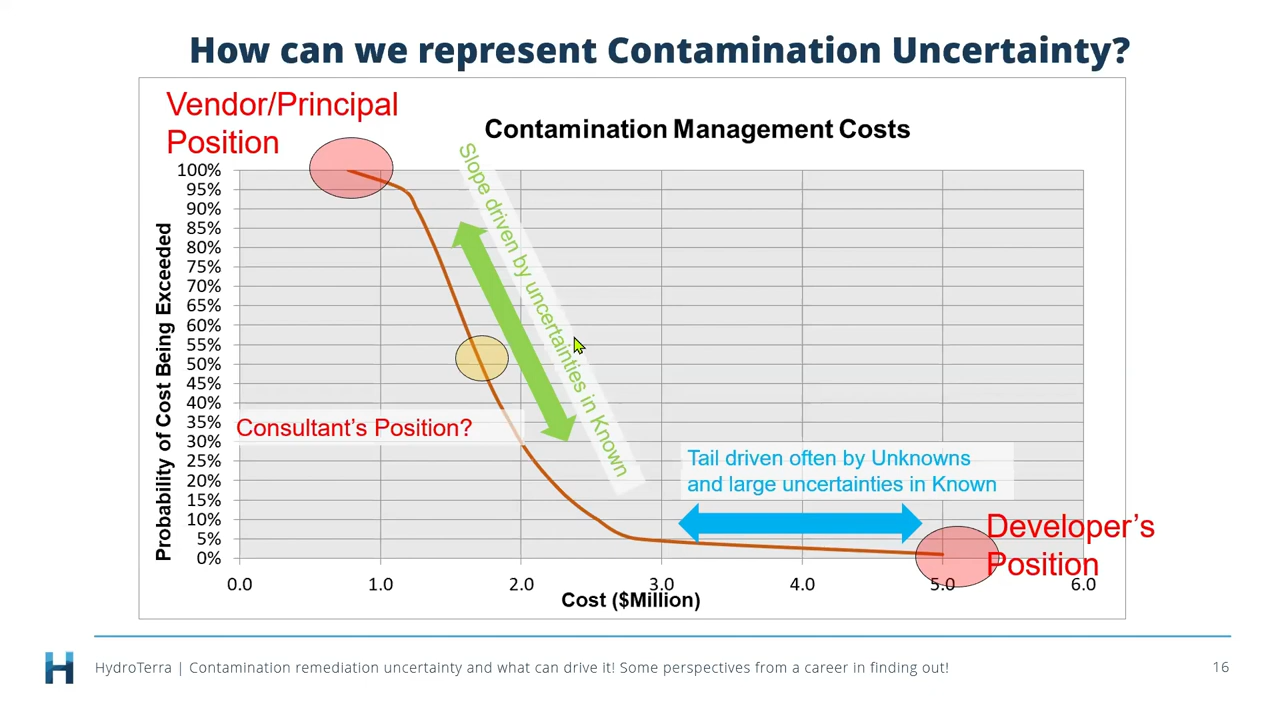 How can we represent Contamination Uncertainty?
Vendor/Principal
Position
Contamination Management Costs
Slope driven by uncertainties in Known
Probability of Cost Being Exceeded
100%
95%
90%
85%
80%
75%
70%
65%
60%
55%
50%
45%
40%
35%
30%
25%
20%
15%
10%
5%
0%
Consultant's Position?
Tail driven often by Unknowns
and large uncertainties in Known
Developer's
Position
0.0 1.0 2.0 3.0 4.0 5.0 6.0
Cost ($Million)
HydroTerra | Contamination remediation uncertainty and what can drive it! Some perspectives from a career in finding out!
16